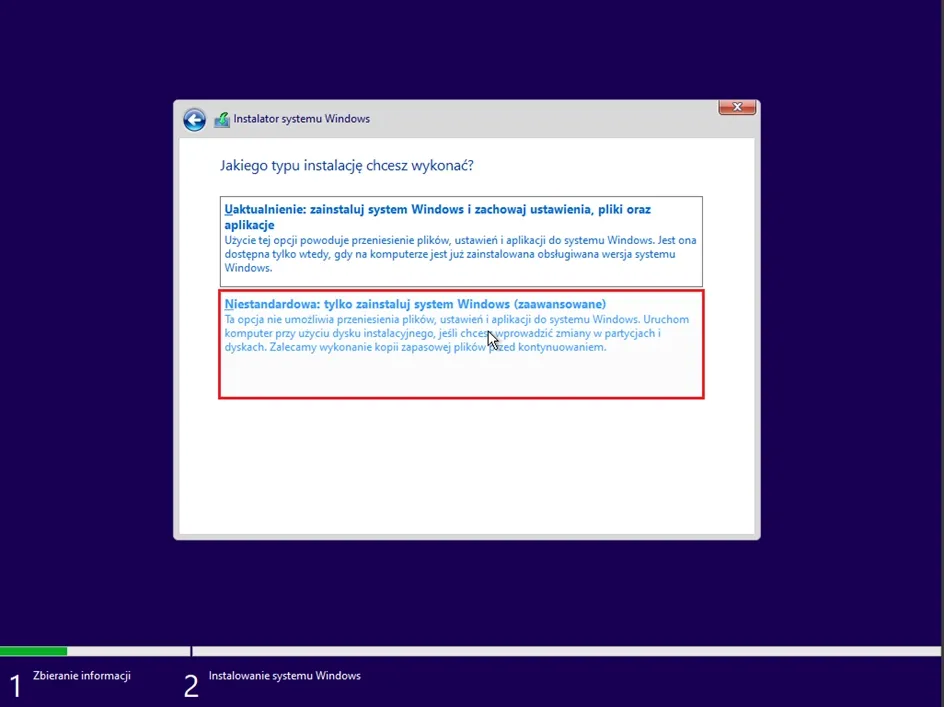 Instalator systemu Windows
Jakiego typu instalację chcesz wykonać?
Uaktualnienie: zainstaluj system Windows i zachowaj ustawienia, pliki oraz
aplikacje
Użycie tej opcji powoduje przeniesienie plików, ustawień i aplikacji do systemu Windows. Jest ona
dostępna tylko wtedy, gdy na komputerze jest już zainstalowana obsługiwana wersja systemu
Windows.
Niestandardowa: tylko zainstaluj system Windows (zaawansowane)
Ta opcja nie umożliwia przeniesienia plików, ustawień i aplikacji do systemu Windows. Uruchom
komputer przy użyciu dysku instalacyjnego, jeśli chcesz wprowadzić zmiany w partycjach i
dyskach. Zalecamy wykonanie kopii zapasowej plików przed kontynuowaniem.
1 Zbieranie informacji
2 Instalowanie systemu Windows